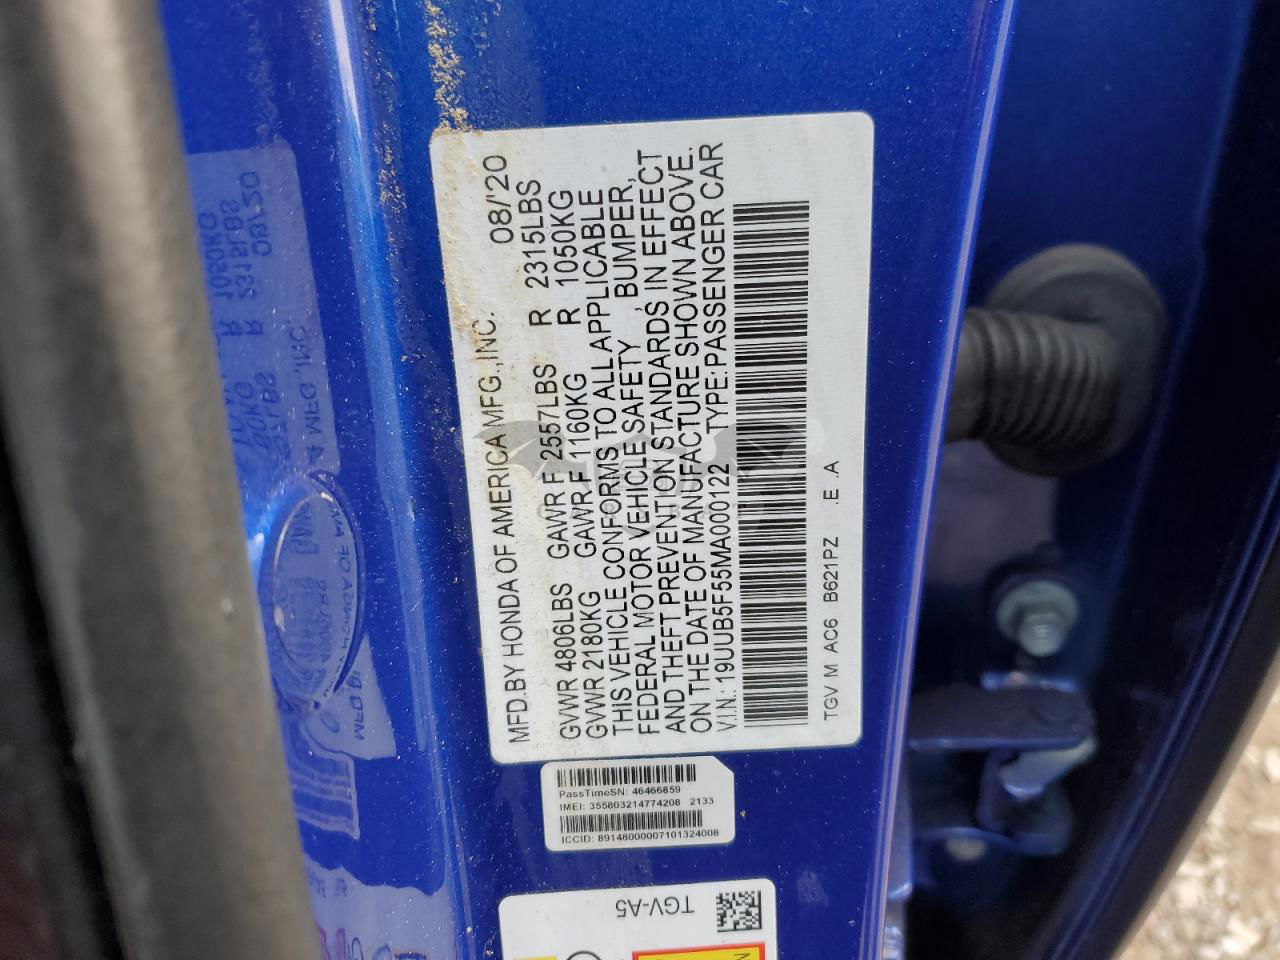 MFD.BY HONDA OF AMERICA MFG.,INC. 08/'20
GVWR 4806LBS GAWR F 2557LBS R 2315LBS
GVWR 2180KG GAWR F 1160KG R 1050KG
THIS VEHICLE CONFORMS TO ALL APPLICABLE
FEDERAL MOTOR VEHICLE SAFETY , BUMPER,
AND THEFT PREVENTION STANDARDS IN EFFECT
ON THE DATE OF MANUFACTURE SHOWN ABOVE.
V.I.N.: 19UUB5F55MA000122 TYPE:PASSENGER CAR
TGV M AC6 B621PZ .E .A
PassTimeSN: 46466859
IMEI: 355803214774208 2133
ICCID: 89148000007101324008
TGV-A5